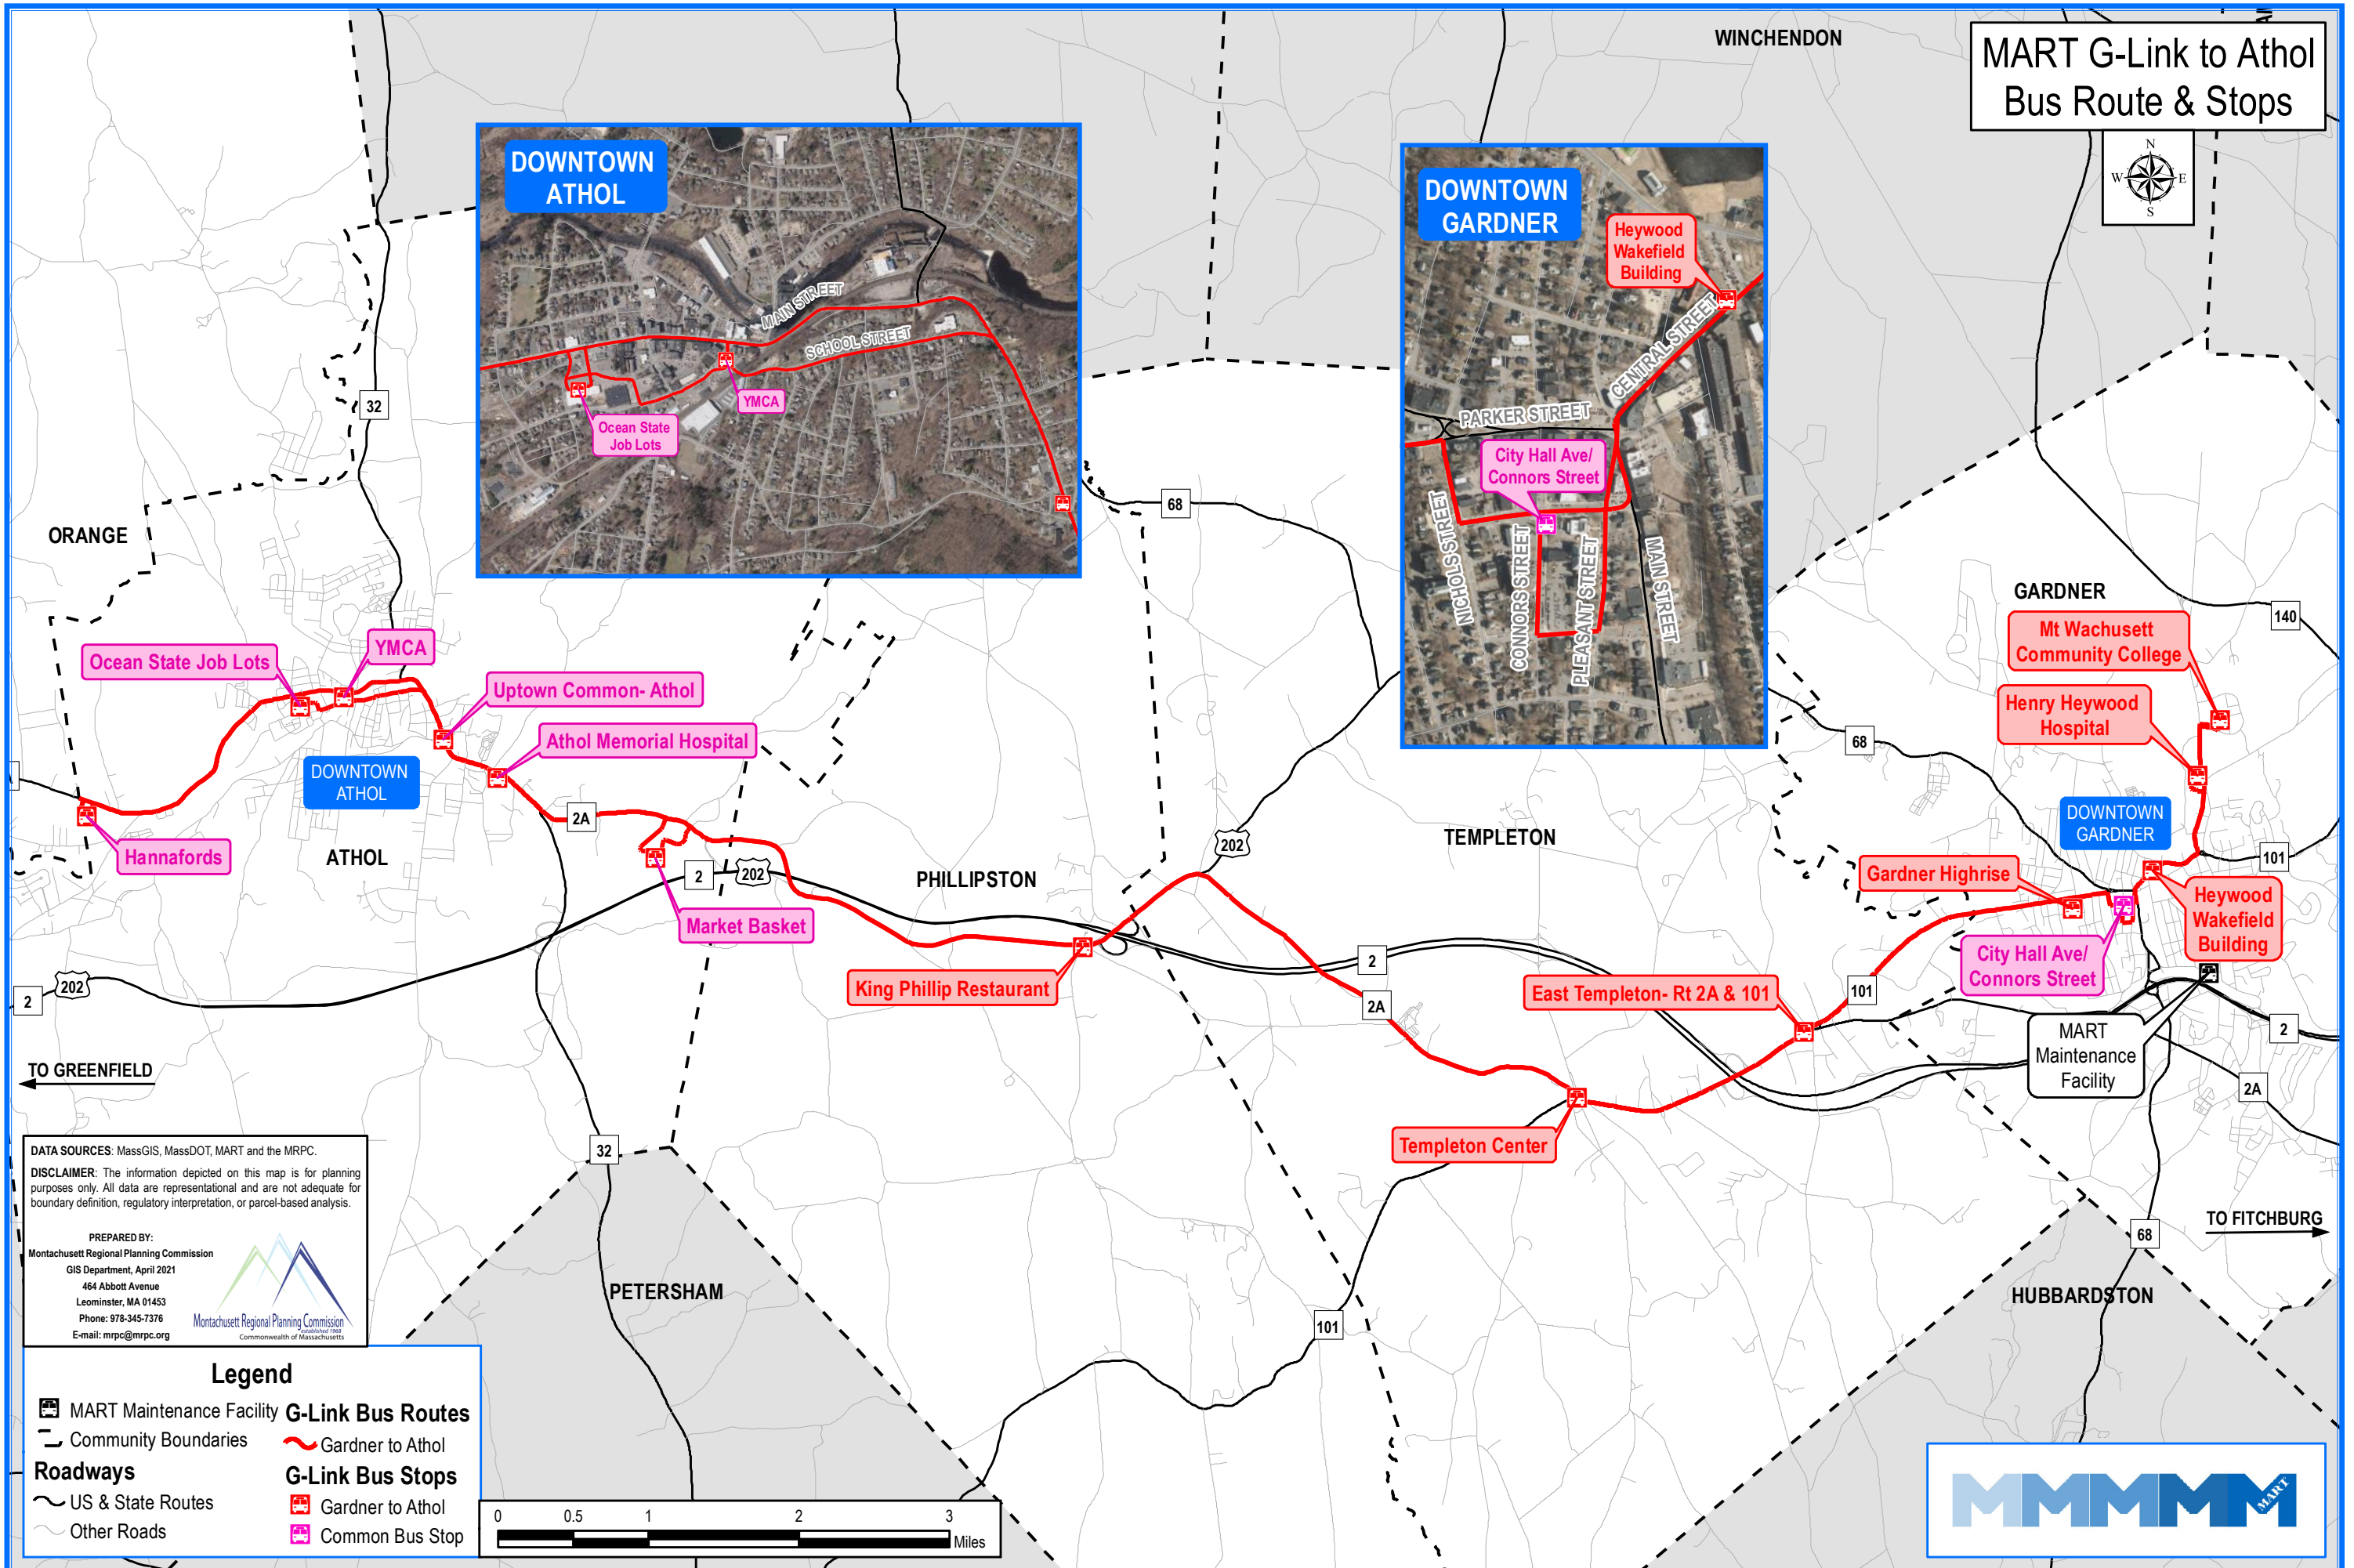 MART G-Link to Athol
Bus Route & Stops
N
W
E
S
WINCHENDON
DOWNTOWN
ATHOL
MAIN STREET
SCHOOL STREET
YMCA
Ocean State
Job Lots
DOWNTOWN
GARDNER
Heywood
Wakefield
Building
CENTRAL STREET
PARKER STREET
City Hall Ave/
Connors Street
NICHOLS STREET
CONNORS STREET
PLEASANT STREET
MAIN STREET
32
68
ORANGE
GARDNER
140
Mt Wachusett
Community College
Henry Heywood
Hospital
YMCA
Ocean State Job Lots
Uptown Common- Athol
Athol Memorial Hospital
68
DOWNTOWN
ATHOL
DOWNTOWN
GARDNER
2A
202
TEMPLETON
Hannafords
ATHOL
101
2
202
PHILLIPSTON
Gardner Highrise
Heywood
Wakefield
Building
Market Basket
City Hall Ave/
Connors Street
King Phillip Restaurant
2
2A
East Templeton- Rt 2A & 101
101
2
202
2
MART
Maintenance
Facility
TO GREENFIELD
2A
Templeton Center
32
DATA SOURCES: MassGIS, MassDOT, MART and the MRPC.
DISCLAIMER: The information depicted on this map is for planning
purposes only. All data are representational and are not adequate for
boundary definition, regulatory interpretation, or parcel-based analysis.
PREPARED BY:
Montachusett Regional Planning Commission
GIS Department, April 2021
464 Abbott Avenue
Leominster, MA 01453
Phone: 978-345-7376
E-mail: mrpc@mrpc.org
Montachusett Regional Planning Commission
established 1968
Commonwealth of Massachusetts
TO FITCHBURG
68
PETERSHAM
HUBBARDSTON
101
Legend
MART Maintenance Facility
Community Boundaries
Roadways
US & State Routes
Other Roads
G-Link Bus Routes
Gardner to Athol
G-Link Bus Stops
Gardner to Athol
Common Bus Stop
0 0.5 1 2 3
Miles
MMMMM
MART